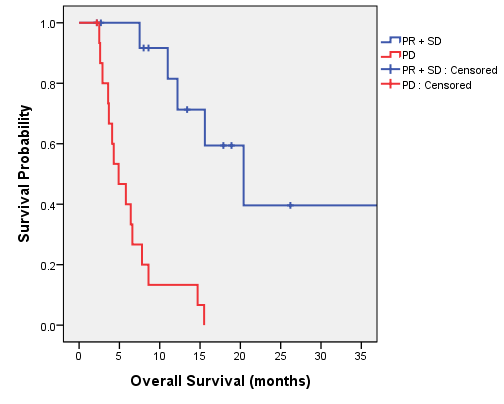 1.0
0.8
0.6
0.4
0.2
0.0
Survival Probability
0 5 10 15 20 25 30 35
Overall Survival (months)
PR + SD
PD
PR + SD : Censored
PD : Censored